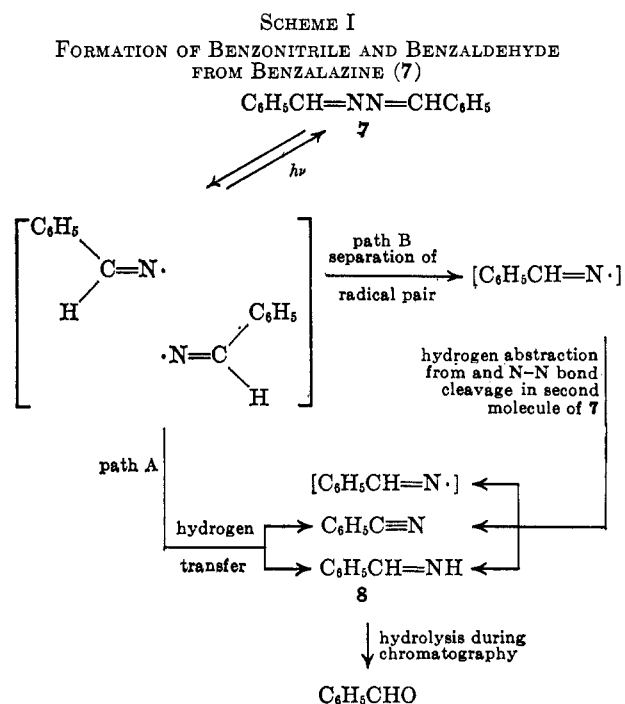 SCHEME I
FORMATION OF BENZONITRILE AND BENZALDEHYDE
FROM BENZALAZINE (7)
C₆H₅CH=NN=CHC₆H₅
7
hν
C₆H₅
C=N·
H
C₆H₅
·N=C
H
path B
separation of
radical pair
[C₆H₅CH=N·]
hydrogen abstraction
from and N–N bond
cleavage in second
molecule of 7
path A
hydrogen
transfer
[C₆H₅CH=N·]
C₆H₅C≡N
C₆H₅CH=NH
8
hydrolysis during
chromatography
C₆H₅CHO